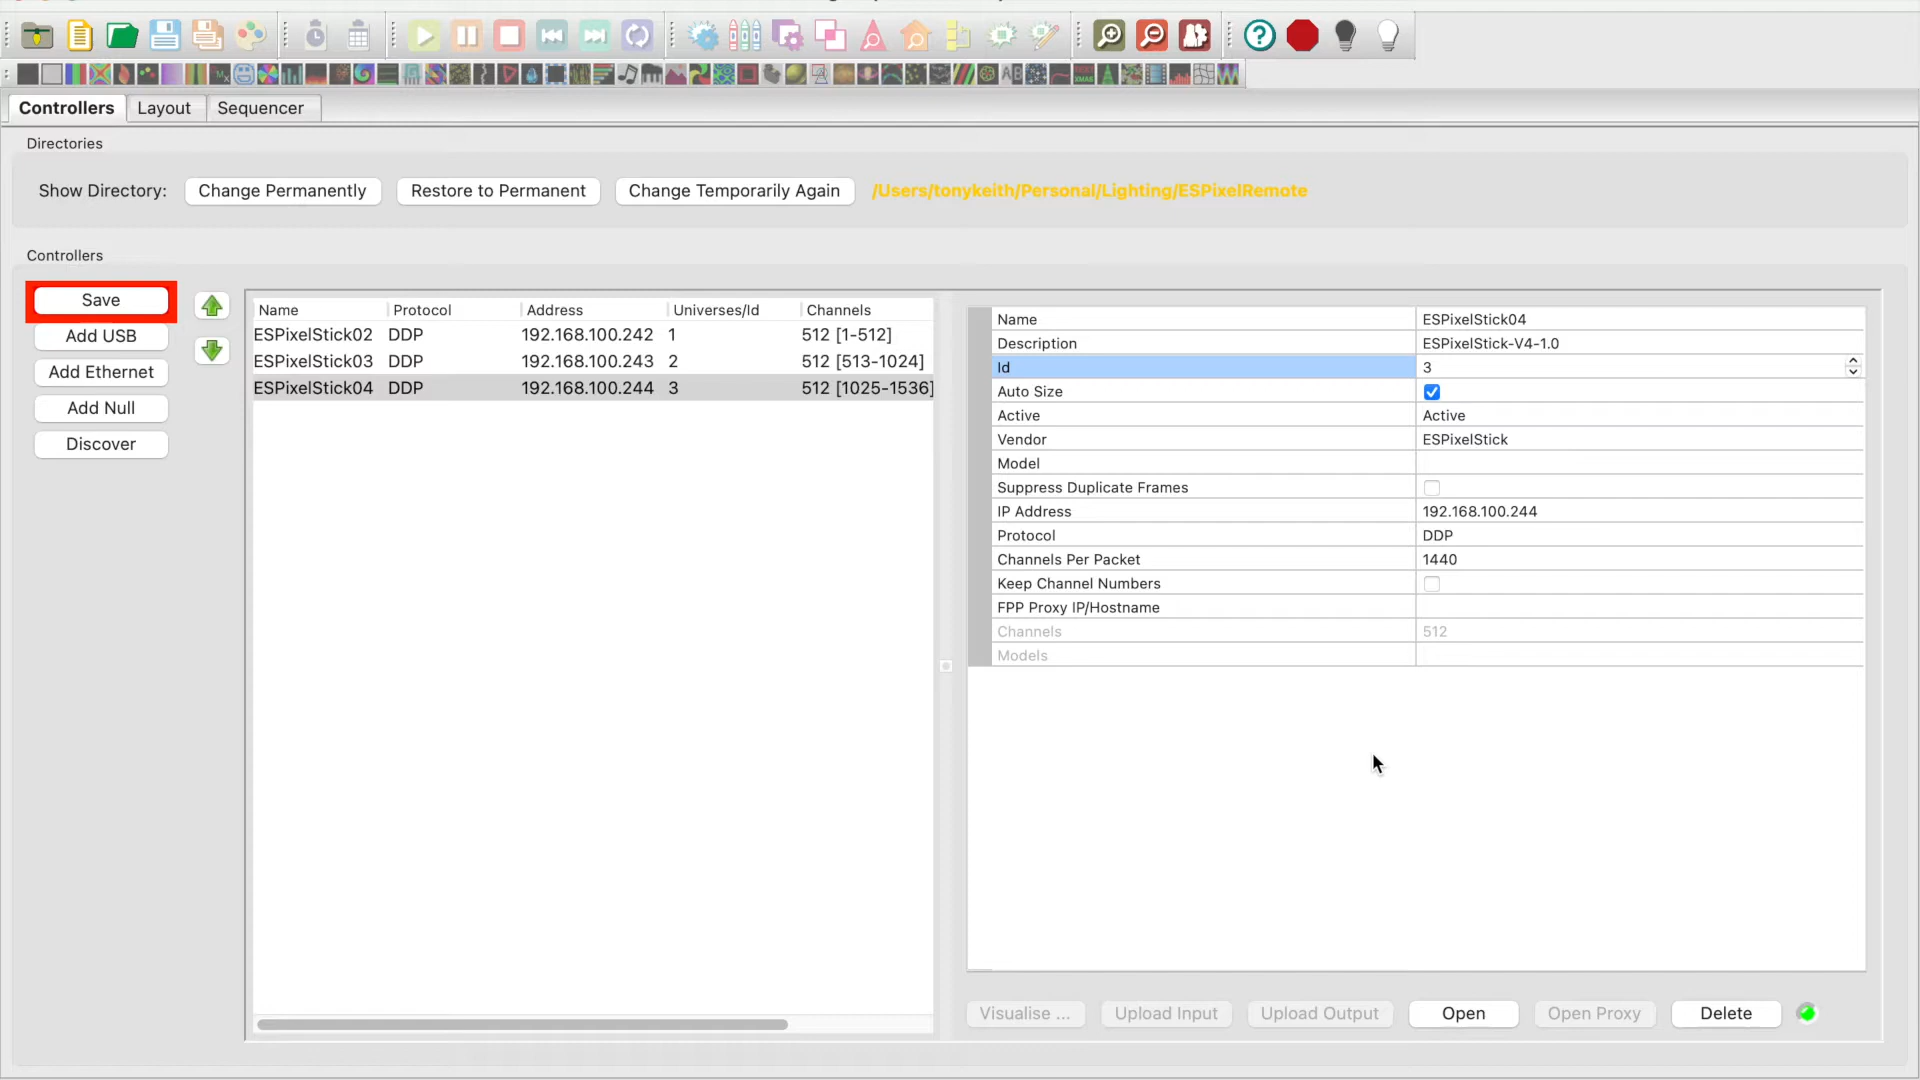 Controllers Layout Sequencer
Directories
Show Directory: Change Permanently Restore to Permanent Change Temporarily Again /Users/tonykeith/Personal/Lighting/ESPixelRemote
Controllers
Save
Add USB
Add Ethernet
Add Null
Discover
Name Protocol Address Universes/Id Channels
ESPixelStick02 DDP 192.168.100.242 1 512 [1-512]
ESPixelStick03 DDP 192.168.100.243 2 512 [513-1024]
ESPixelStick04 DDP 192.168.100.244 3 512 [1025-1536]
Name ESPixelStick04
Description ESPixelStick-V4-1.0
Id 3
Auto Size
Active Active
Vendor ESPixelStick
Model
Suppress Duplicate Frames
IP Address 192.168.100.244
Protocol DDP
Channels Per Packet 1440
Keep Channel Numbers
FPP Proxy IP/Hostname
Channels 512
Models
Visualise ... Upload Input Upload Output Open Open Proxy Delete